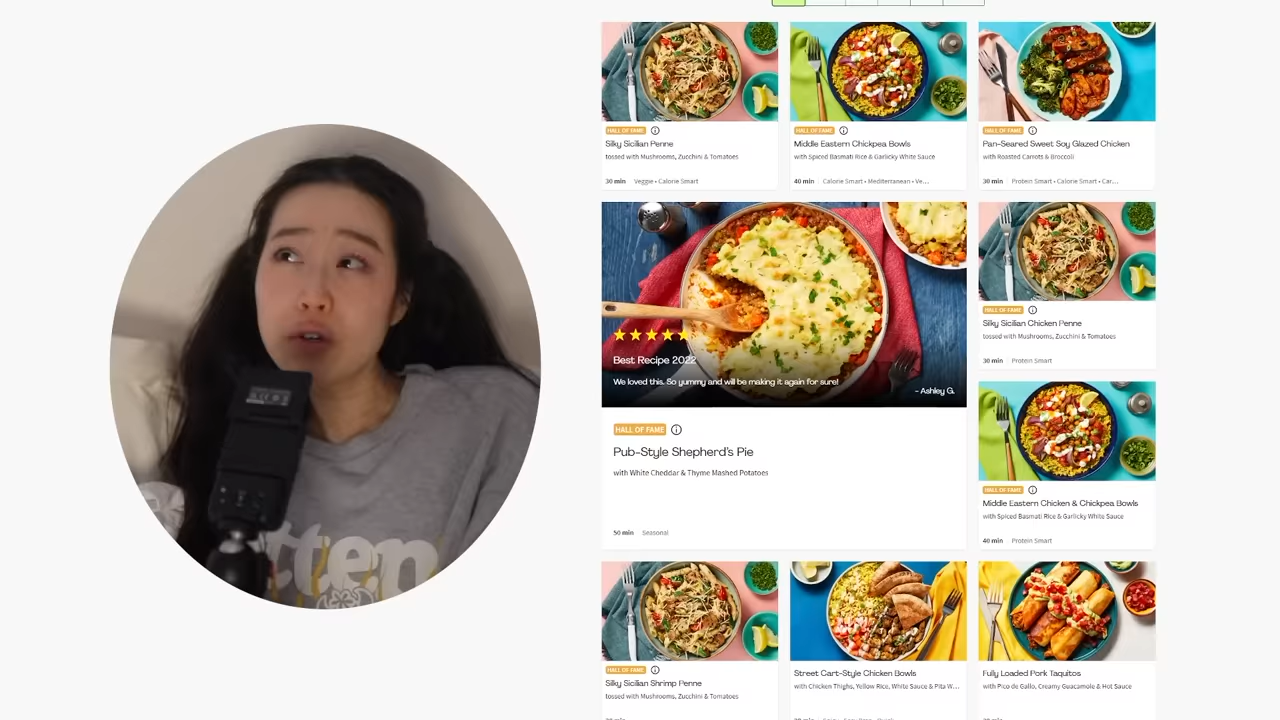 HALL OF FAME
Silky Sicilian Penne
tossed with Mushrooms, Zucchini & Tomatoes
30 min Veggie • Calorie Smart
HALL OF FAME
Middle Eastern Chickpea Bowls
with Spiced Basmati Rice & Garlicky White Sauce
40 min Calorie Smart • Mediterranean • Ve...
HALL OF FAME
Pan-Seared Sweet Soy Glazed Chicken
with Roasted Carrots & Broccoli
30 min Protein Smart • Calorie Smart • Car...
Best Recipe 2022
We loved this. So yummy and will be making it again for sure!
- Ashley G.
HALL OF FAME
Pub-Style Shepherd's Pie
with White Cheddar & Thyme Mashed Potatoes
50 min Seasonal
HALL OF FAME
Silky Sicilian Chicken Penne
tossed with Mushrooms, Zucchini & Tomatoes
30 min Protein Smart
HALL OF FAME
Middle Eastern Chicken & Chickpea Bowls
with Spiced Basmati Rice & Garlicky White Sauce
40 min Protein Smart
HALL OF FAME
Silky Sicilian Shrimp Penne
tossed with Mushrooms, Zucchini & Tomatoes
Street Cart-Style Chicken Bowls
with Chicken Thighs, Yellow Rice, White Sauce & Pita W...
Fully Loaded Pork Taquitos
with Pico de Gallo, Creamy Guacamole & Hot Sauce
tten